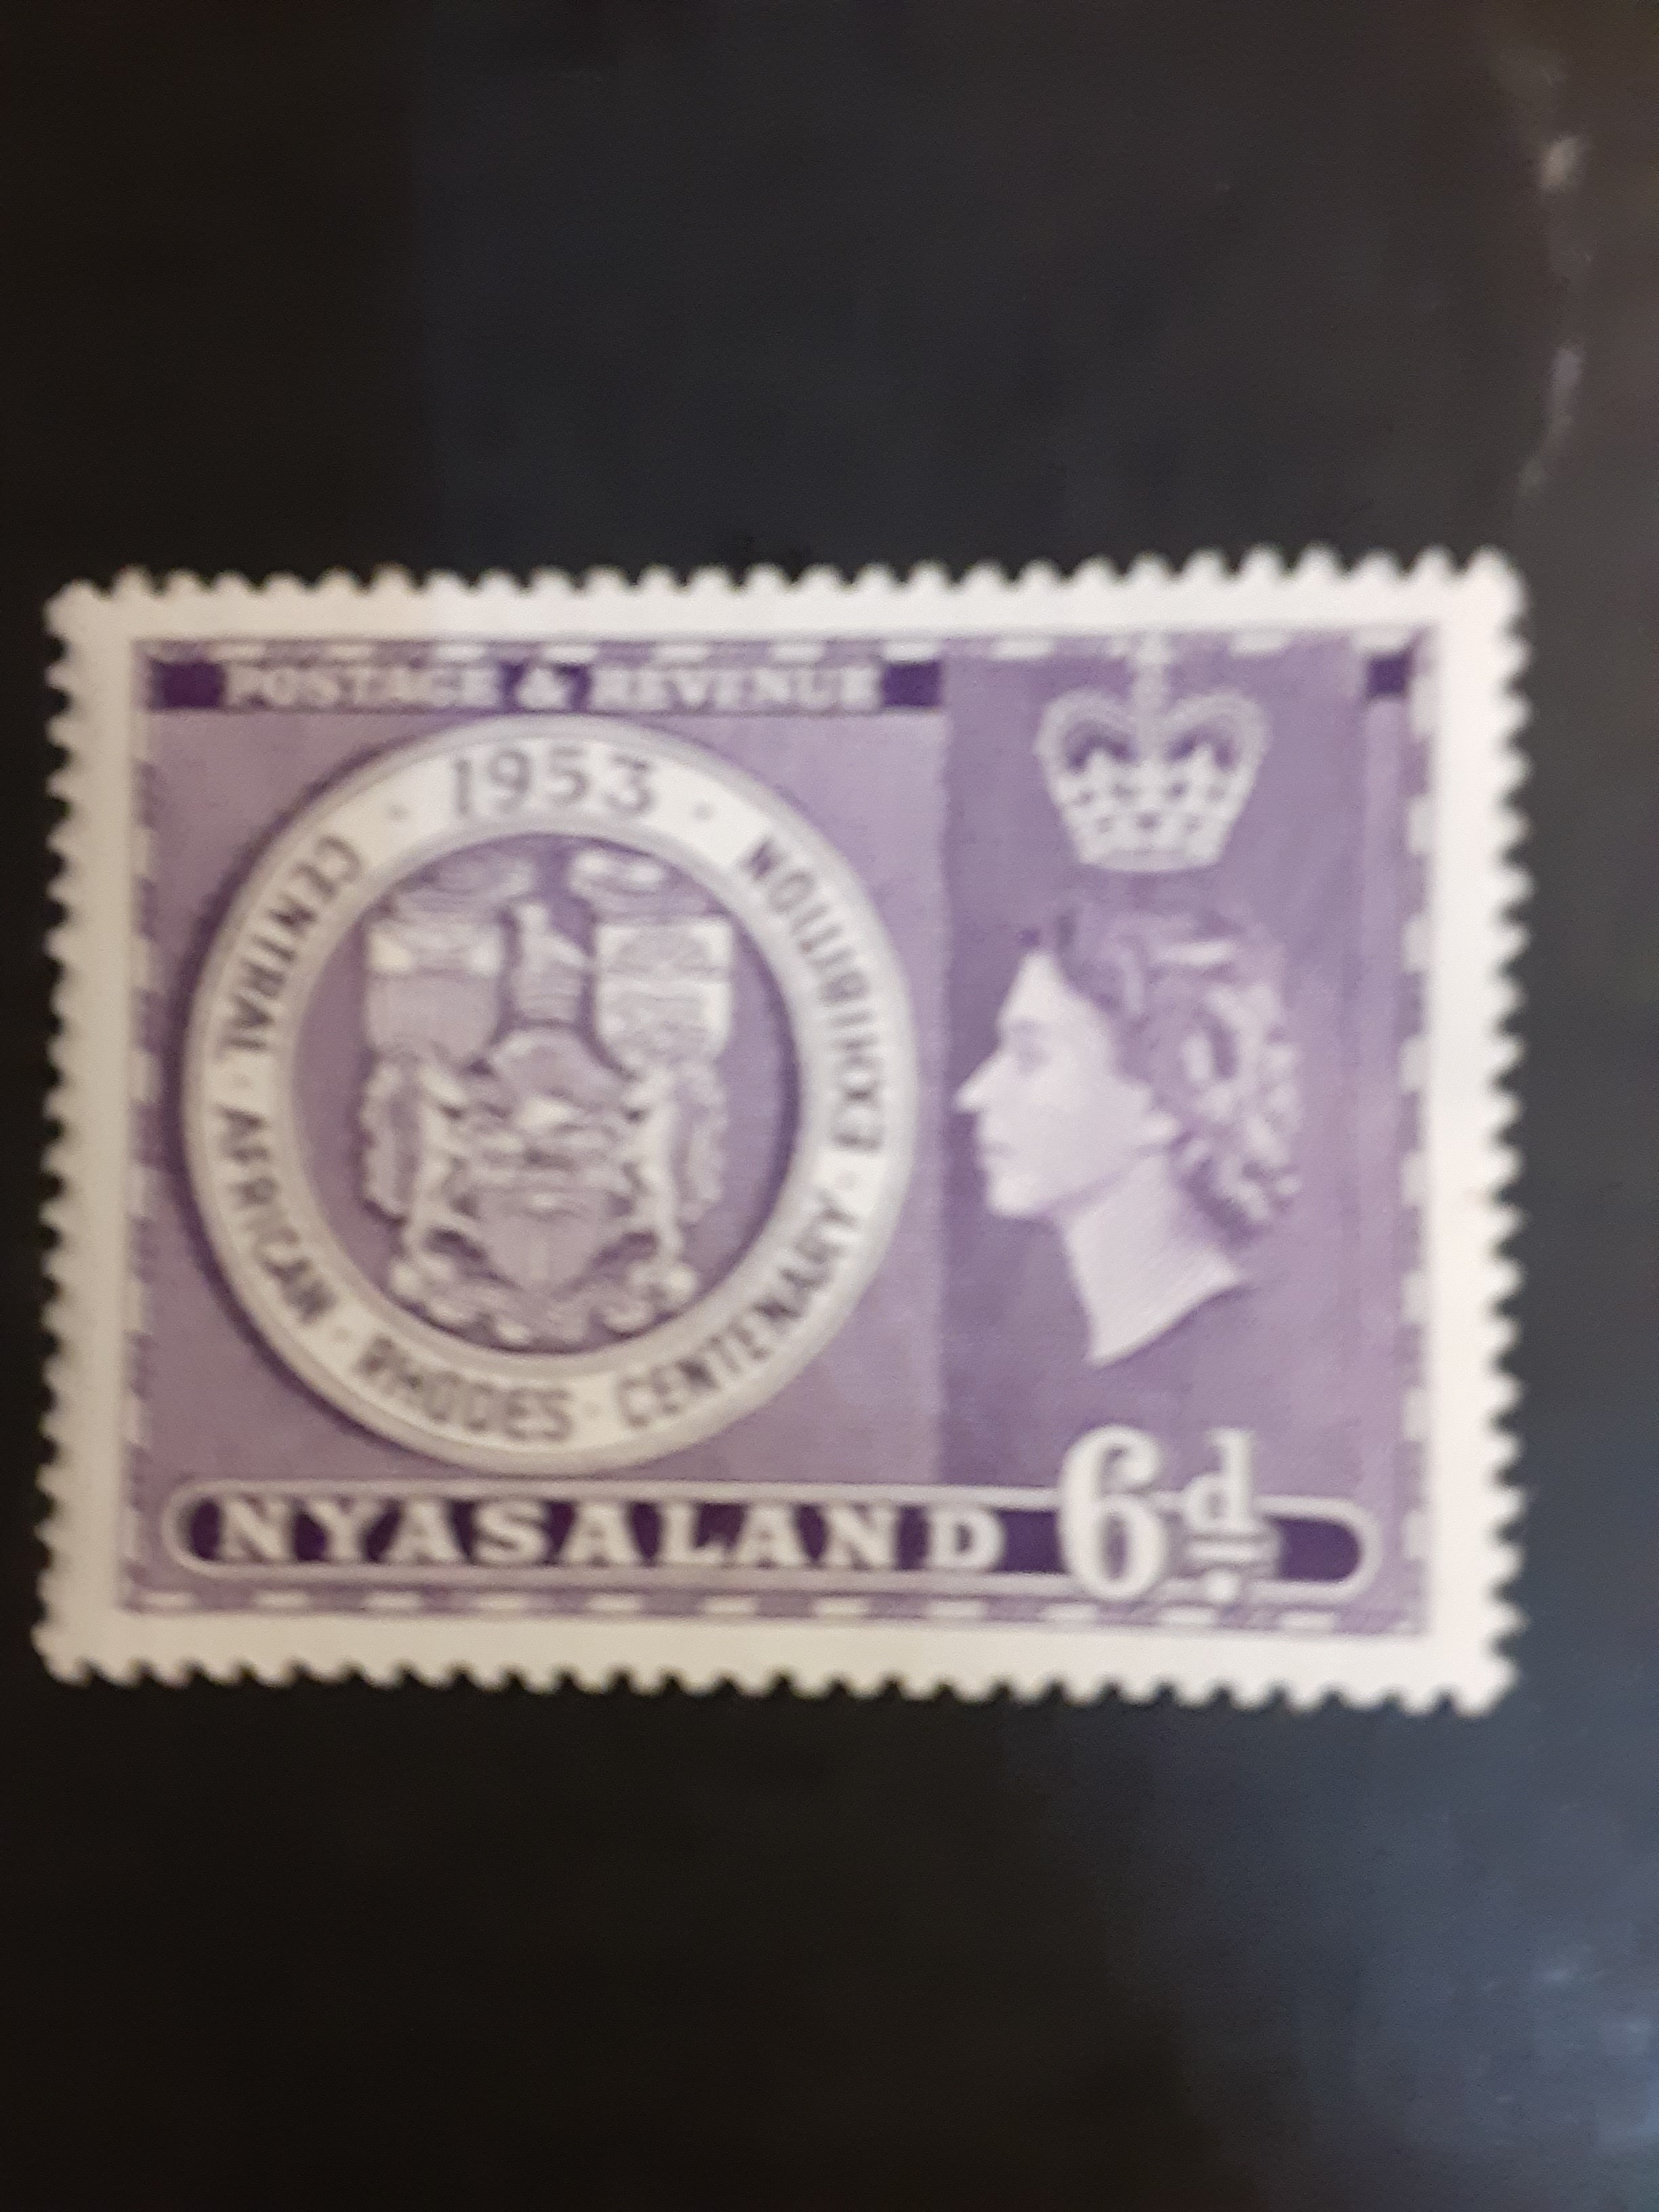 POSTAGE & REVENUE
· 1953 ·
CENTRAL · AFRICAN · RHODES · CENTENARY · EXHIBITION
NYASALAND 6d